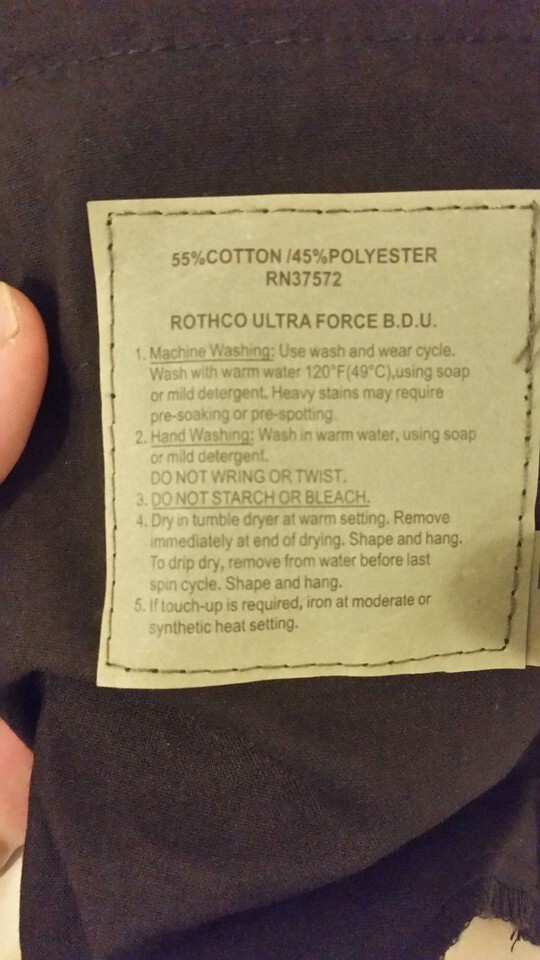 55%COTTON /45%POLYESTER
RN37572
ROTHCO ULTRA FORCE B.D.U.
1. Machine Washing: Use wash and wear cycle.
Wash with warm water 120°F(49°C),using soap
or mild detergent. Heavy stains may require
pre-soaking or pre-spotting.
2. Hand Washing: Wash in warm water, using soap
or mild detergent.
DO NOT WRING OR TWIST.
3. DO NOT STARCH OR BLEACH.
4. Dry in tumble dryer at warm setting. Remove
immediately at end of drying. Shape and hang.
To drip dry, remove from water before last
spin cycle. Shape and hang.
5. If touch-up is required, iron at moderate or
synthetic heat setting.